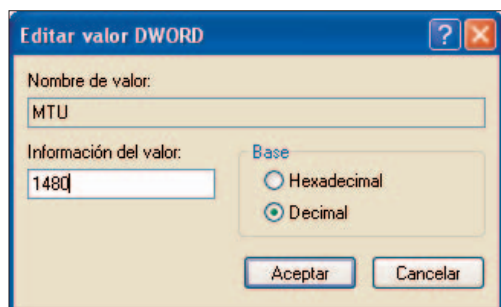 Editar valor DWORD
Nombre de valor:
MTU
Información del valor:
1480
Base
Hexadecimal
Decimal
Aceptar
Cancelar